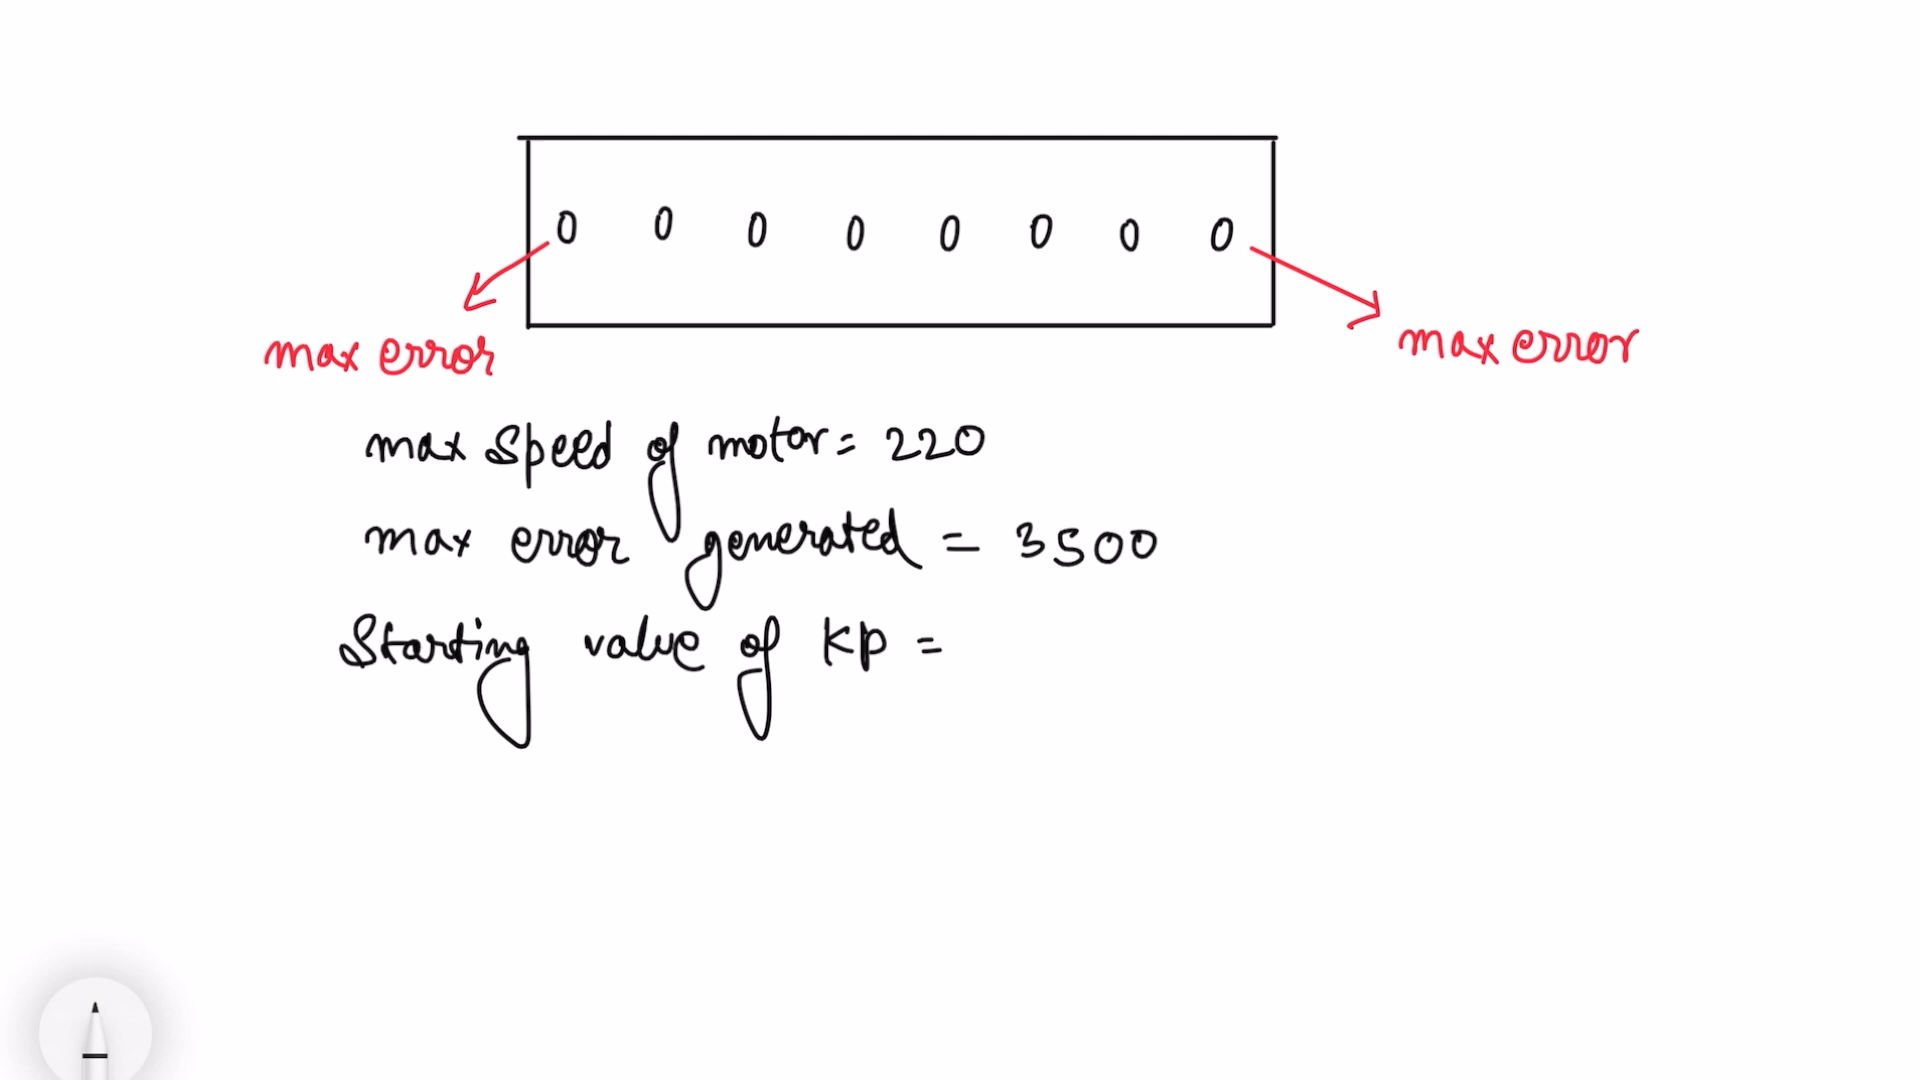 0 0 0 0 0 0 0 0
max error
max error
max speed of motor = 220
max error generated = 3500
Starting value of Kp =